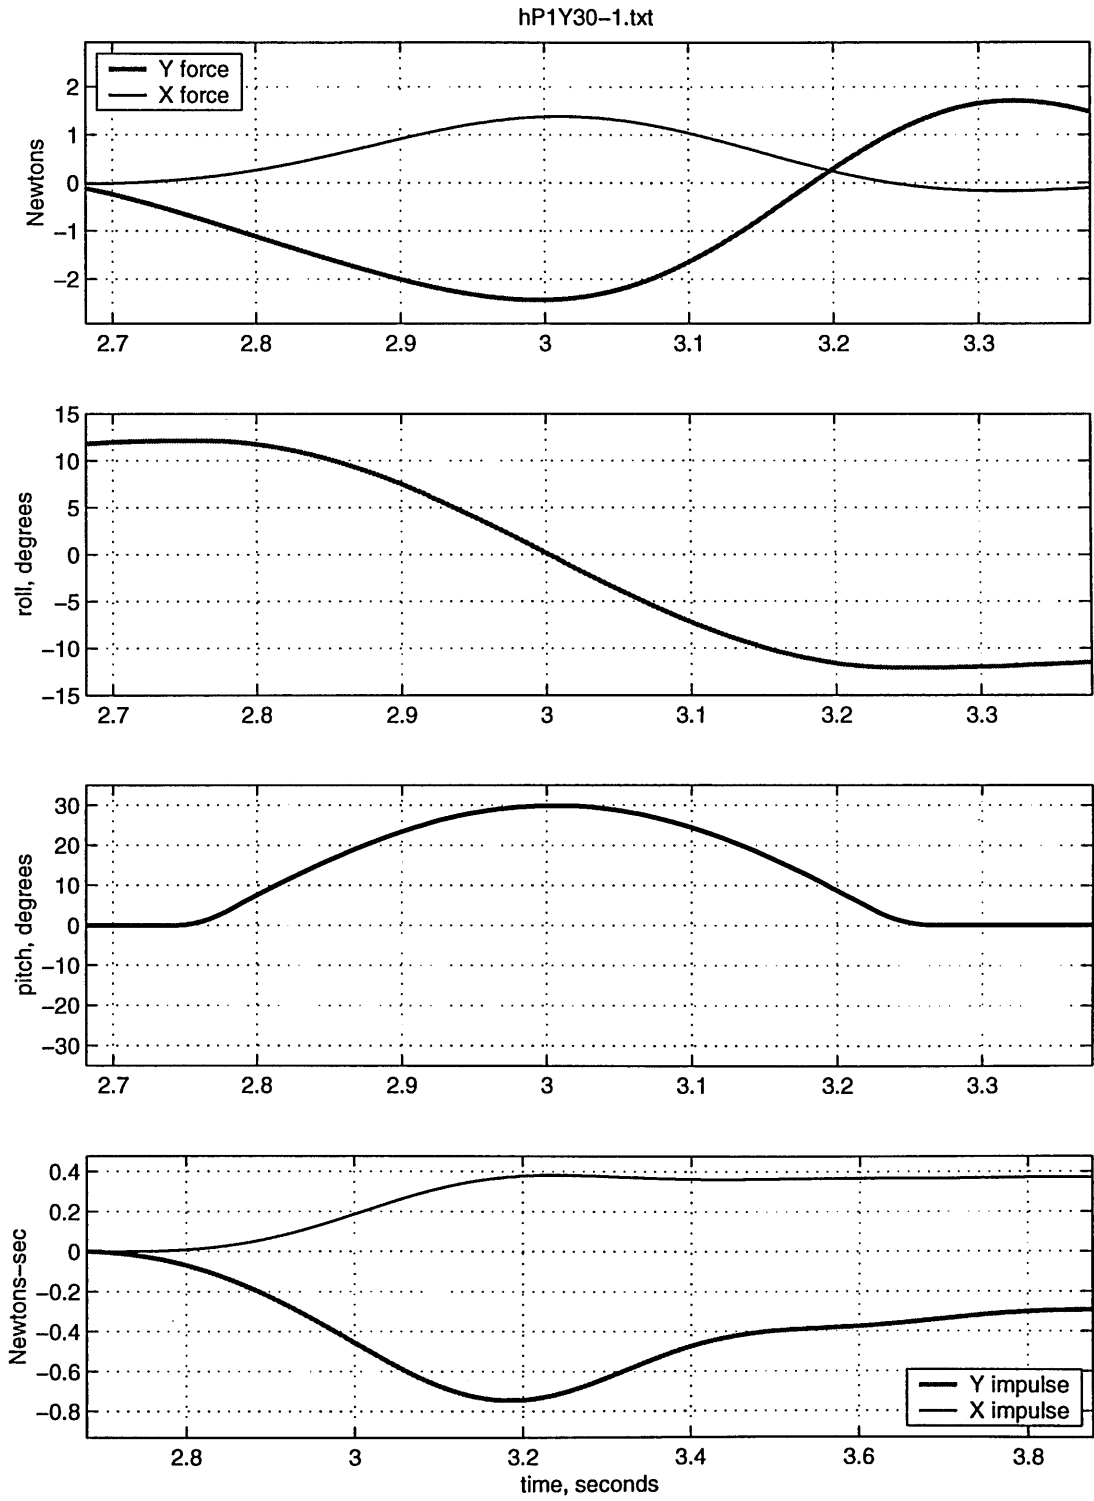 hP1Y30−1.txt
Y force
X force
Newtons
2
1
0
−1
−2
2.7 2.8 2.9 3 3.1 3.2 3.3
roll, degrees
15
10
5
0
−5
−10
−15
2.7 2.8 2.9 3 3.1 3.2 3.3
pitch, degrees
30
20
10
0
−10
−20
−30
2.7 2.8 2.9 3 3.1 3.2 3.3
Newtons−sec
0.4
0.2
0
−0.2
−0.4
−0.6
−0.8
Y impulse
X impulse
2.8 3 3.2 3.4 3.6 3.8
time, seconds